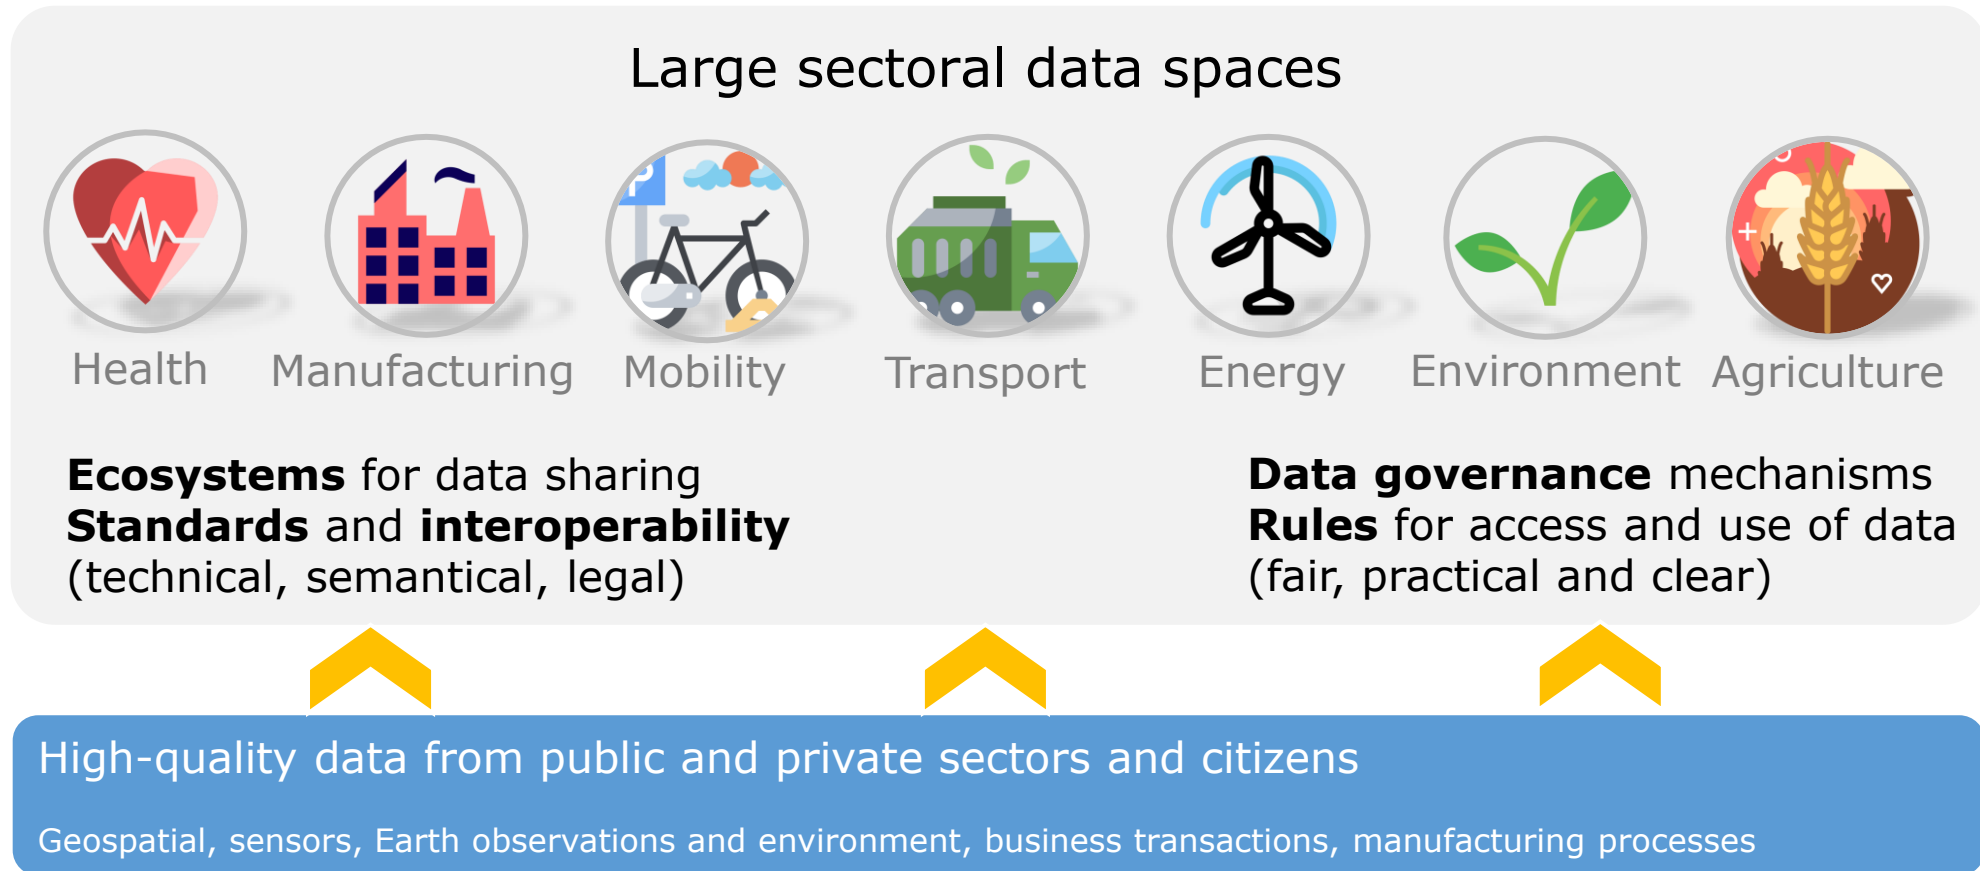 Large sectoral data spaces
P
Health
Manufacturing
Mobility
Transport
Energy
Environment
Agriculture
Ecosystems for data sharing
Standards and interoperability
(technical, semantical, legal)
Data governance mechanisms
Rules for access and use of data
(fair, practical and clear)
High-quality data from public and private sectors and citizens
Geospatial, sensors, Earth observations and environment, business transactions, manufacturing processes